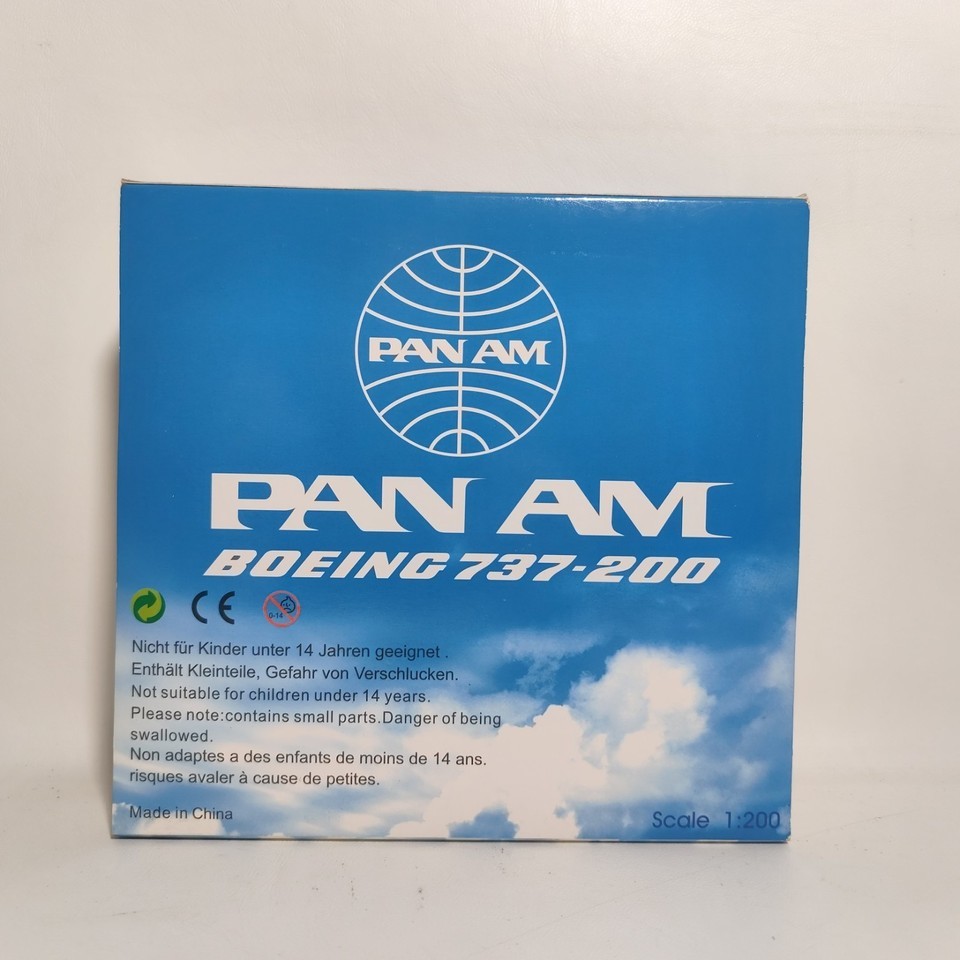 PAN AM
PAN AM
BOEING 737-200
CE
0-14
Nicht für Kinder unter 14 Jahren geeignet .
Enthält Kleinteile, Gefahr von Verschlucken.
Not suitable for children under 14 years.
Please note:contains small parts.Danger of being
swallowed.
Non adaptes a des enfants de moins de 14 ans.
risques avaler à cause de petites.
Made in China
Scale 1:200